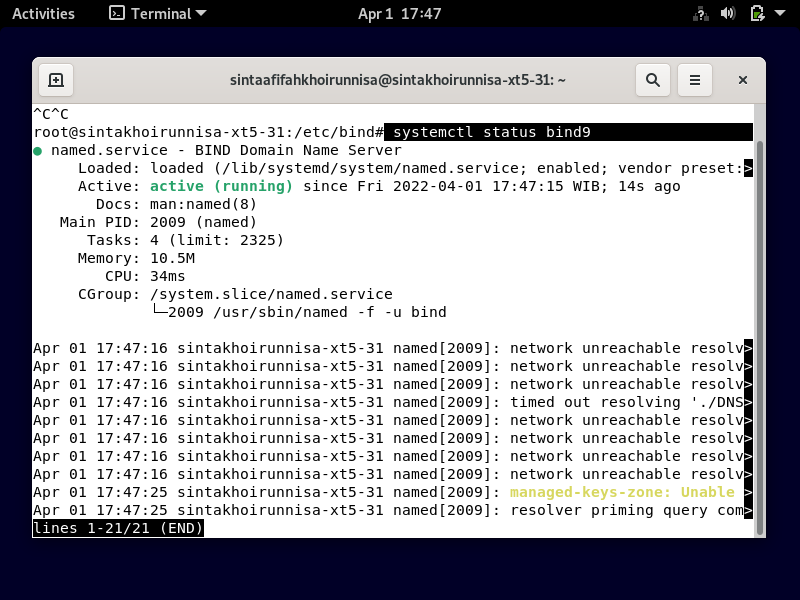 Activities Terminal Apr 1 17:47
sintaafifahkhoirunnisa@sintakhoirunnisa-xt5-31: ~
^C^C
root@sintakhoirunnisa-xt5-31:/etc/bind# systemctl status bind9
● named.service - BIND Domain Name Server
     Loaded: loaded (/lib/systemd/system/named.service; enabled; vendor preset:>
     Active: active (running) since Fri 2022-04-01 17:47:15 WIB; 14s ago
       Docs: man:named(8)
   Main PID: 2009 (named)
      Tasks: 4 (limit: 2325)
     Memory: 10.5M
        CPU: 34ms
     CGroup: /system.slice/named.service
             └─2009 /usr/sbin/named -f -u bind
Apr 01 17:47:16 sintakhoirunnisa-xt5-31 named[2009]: network unreachable resolv>
Apr 01 17:47:16 sintakhoirunnisa-xt5-31 named[2009]: network unreachable resolv>
Apr 01 17:47:16 sintakhoirunnisa-xt5-31 named[2009]: network unreachable resolv>
Apr 01 17:47:16 sintakhoirunnisa-xt5-31 named[2009]: timed out resolving './DNS>
Apr 01 17:47:16 sintakhoirunnisa-xt5-31 named[2009]: network unreachable resolv>
Apr 01 17:47:16 sintakhoirunnisa-xt5-31 named[2009]: network unreachable resolv>
Apr 01 17:47:16 sintakhoirunnisa-xt5-31 named[2009]: network unreachable resolv>
Apr 01 17:47:16 sintakhoirunnisa-xt5-31 named[2009]: network unreachable resolv>
Apr 01 17:47:25 sintakhoirunnisa-xt5-31 named[2009]: managed-keys-zone: Unable >
Apr 01 17:47:25 sintakhoirunnisa-xt5-31 named[2009]: resolver priming query com>
lines 1-21/21 (END)